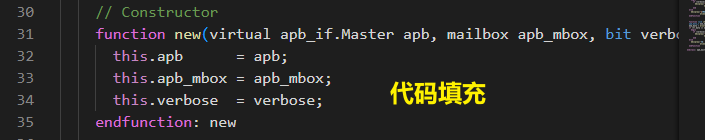 30 // Constructor
31 function new(virtual apb_if.Master apb, mailbox apb_mbox, bit verbo
32 this.apb = apb;
33 this.apb_mbox = apb_mbox;
34 this.verbose = verbose;
代码填充
35 endfunction: new